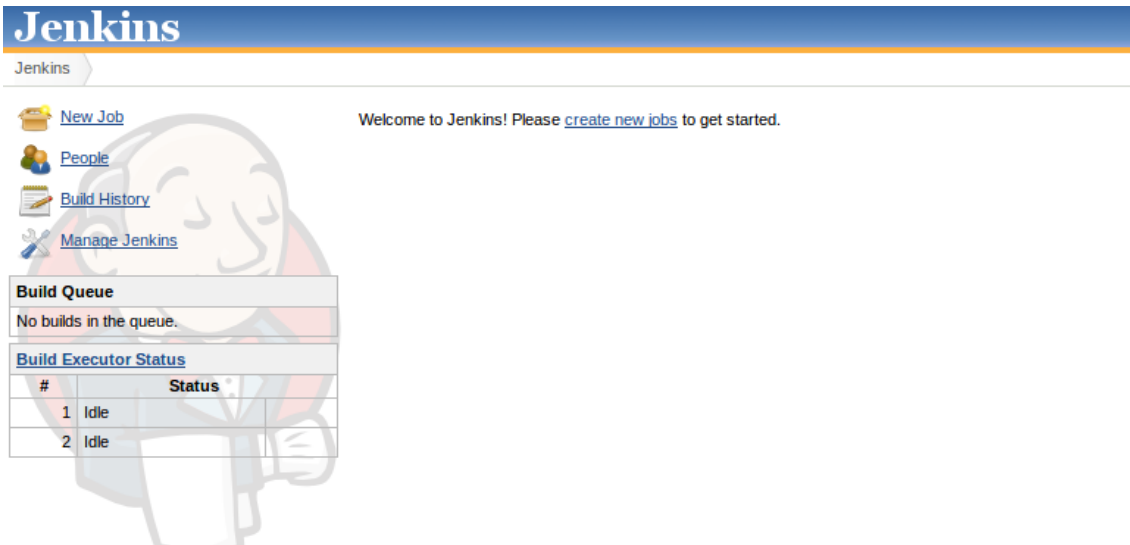 Jenkins
Jenkins
New Job
People
Build History
Manage Jenkins
Build Queue
No builds in the queue.
Build Executor Status
# Status
1 Idle
2 Idle
Welcome to Jenkins! Please create new jobs to get started.